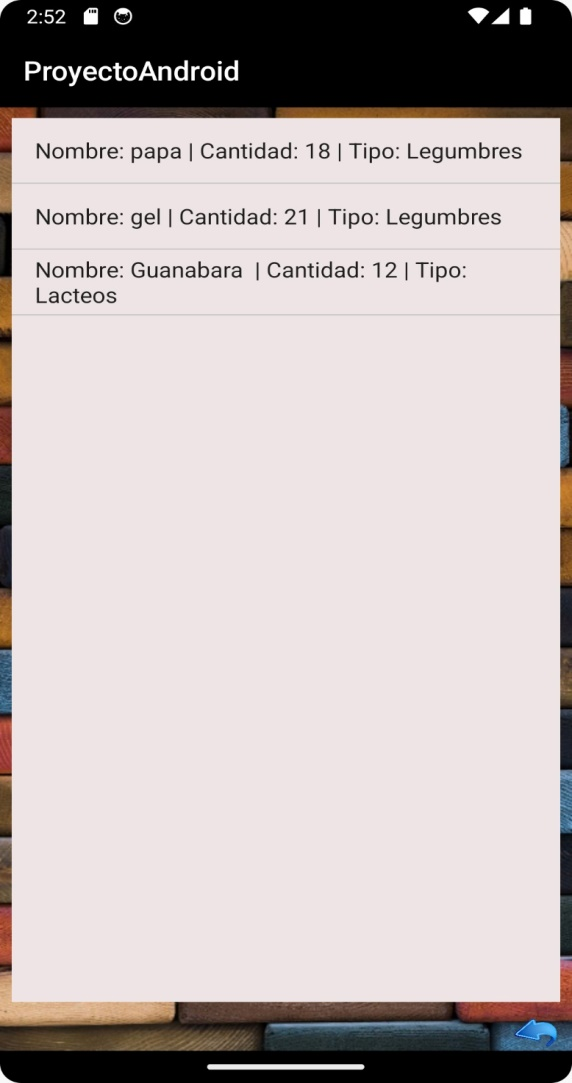 2:52
ProyectoAndroid
Nombre: papa | Cantidad: 18 | Tipo: Legumbres
Nombre: gel | Cantidad: 21 | Tipo: Legumbres
Nombre: Guanabara  | Cantidad: 12 | Tipo:
Lacteos